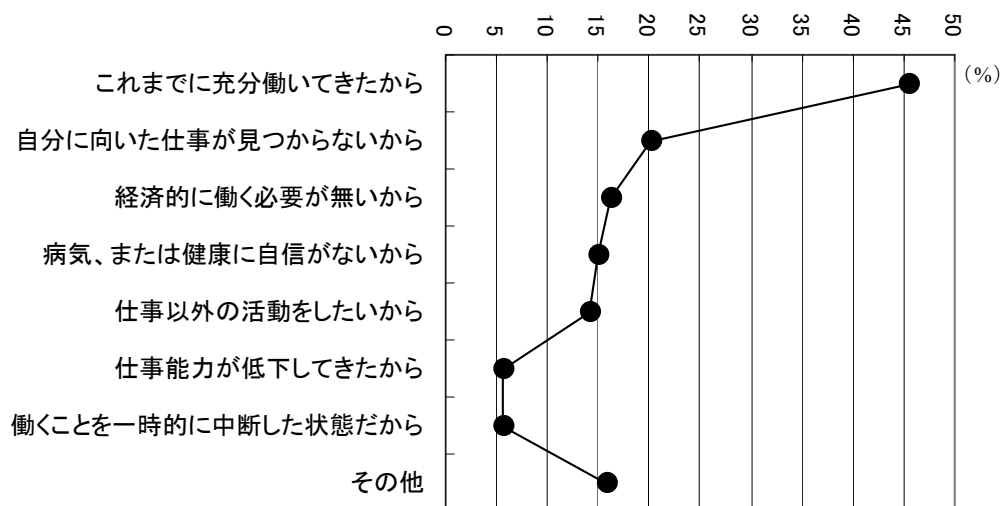 0 5 10 15 20 25 30 35 40 45 50
(%)
これまでに充分働いてきたから
自分に向いた仕事が見つからないから
経済的に働く必要が無いから
病気、または健康に自信がないから
仕事以外の活動をしたいから
仕事能力が低下してきたから
働くことを一時的に中断した状態だから
その他